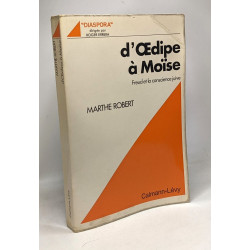 "DIASPORA"
dirigée par
ROGER ERRERA
d'Œdipe
à Moïse
Freud et la conscience juive
MARTHE ROBERT
Calmann-Lévy